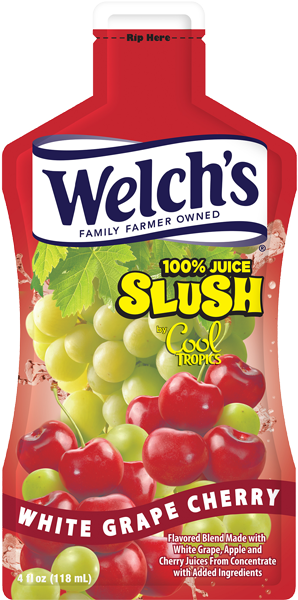 Rip Here
Welch's
FAMILY FARMER OWNED
®
100% JUICE
SLUSH
by Cool
TROPICS
WHITE GRAPE CHERRY
Flavored Blend Made with
White Grape, Apple and
Cherry Juices From Concentrate
with Added Ingredients
4 fl oz (118 mL)